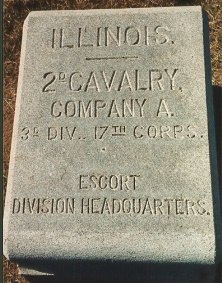 ILLINOIS.
2D CAVALRY,
COMPANY A.
3D DIV., 17TH CORPS.
ESCORT
DIVISION HEADQUARTERS.